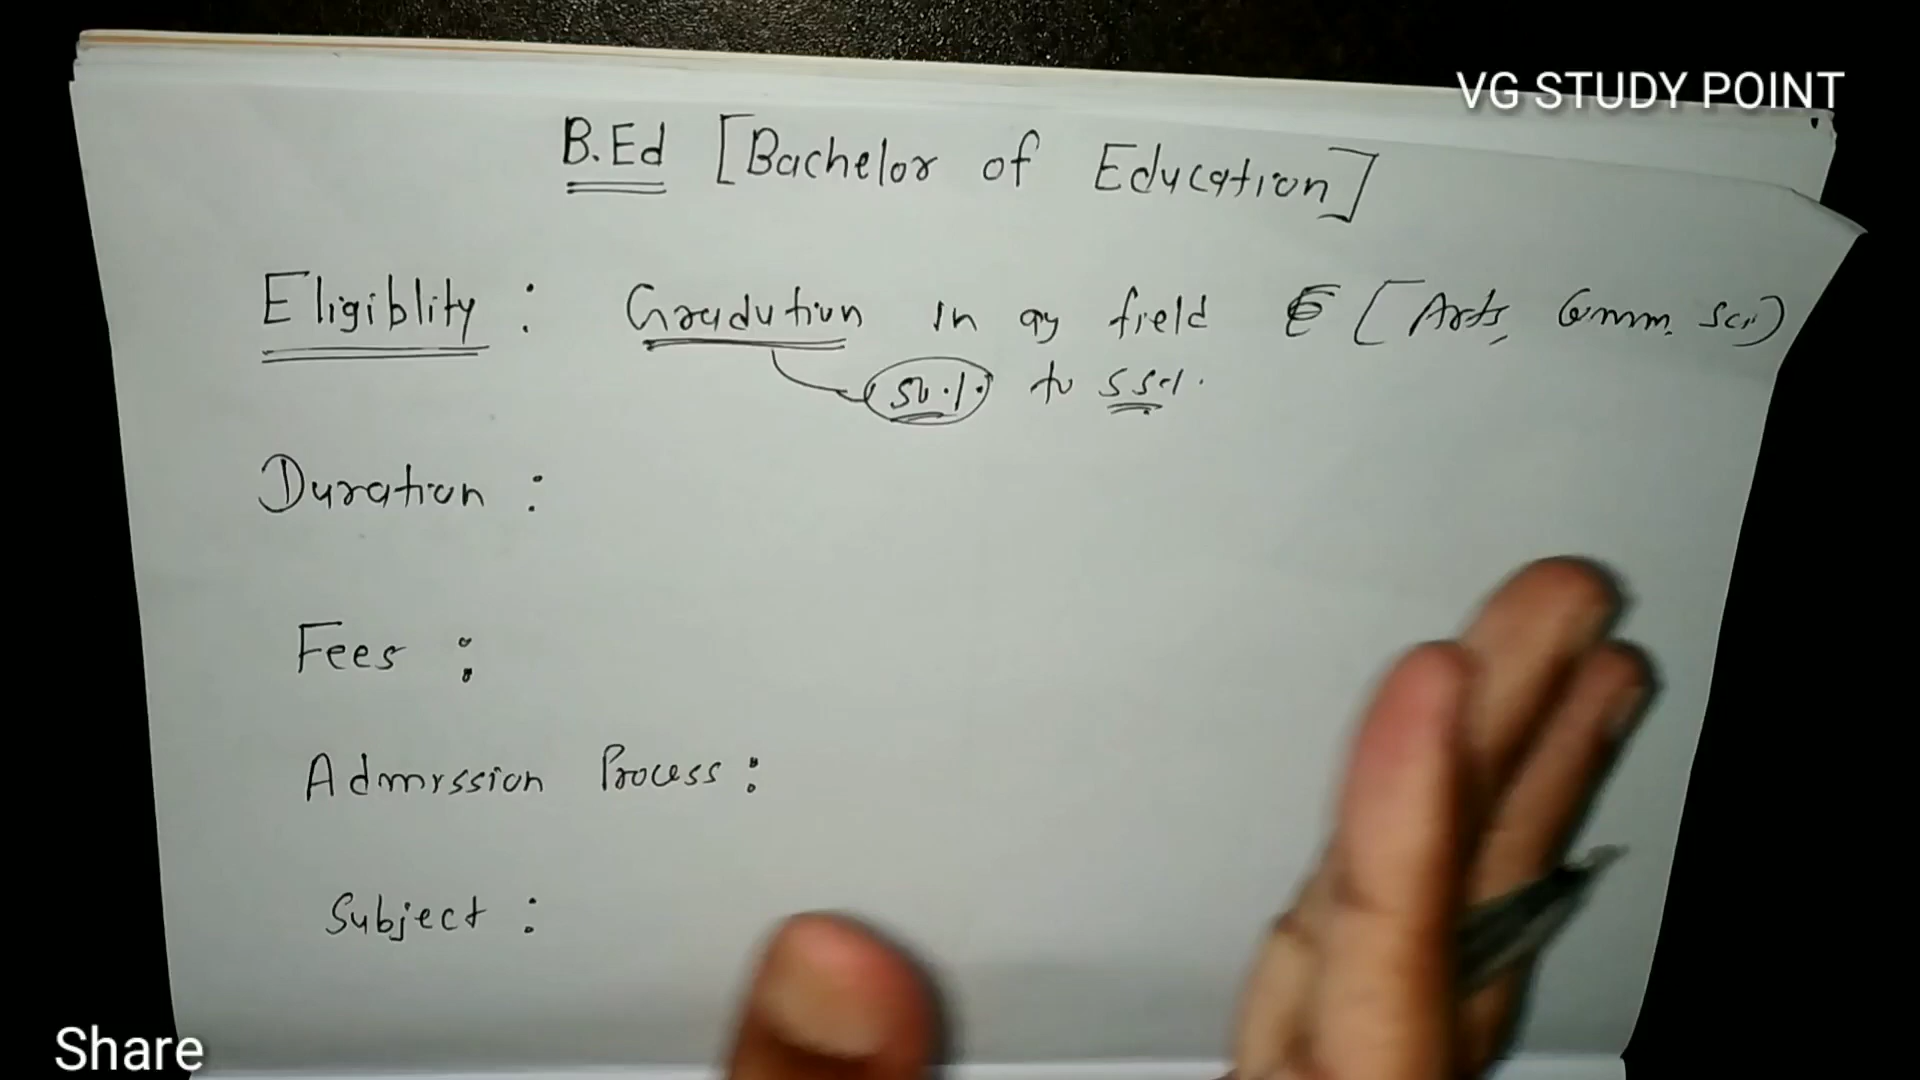 VG STUDY POINT
B.Ed [Bachelor of Education]
Eligiblity : Gradution in ay field [Arts, Comm. Sci)
50% to 55%.
Duration :
Fees :
Admission Process :
Subject :
Share